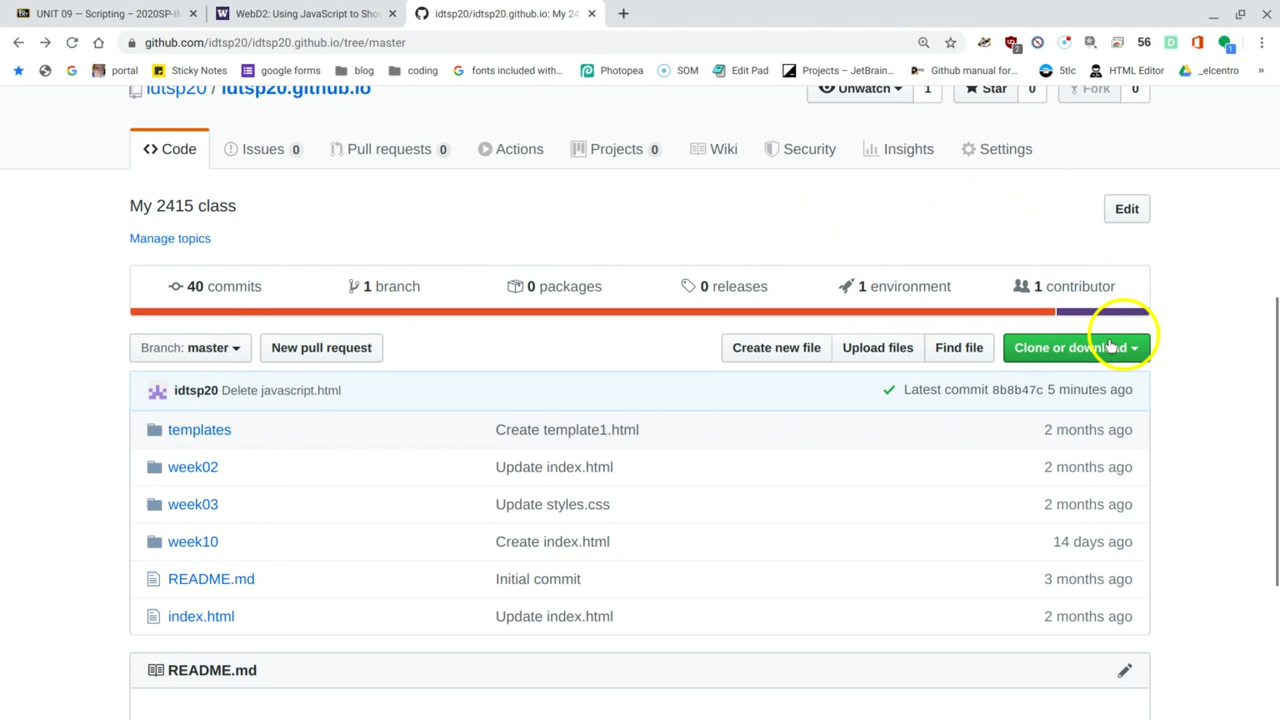 UNIT 09 – Scripting – 2020SP-I
WebD2: Using JavaScript to Sho
idtsp20/idtsp20.github.io: My 24
github.com/idtsp20/idtsp20.github.io/tree/master
2 56 D 1
portal Sticky Notes google forms blog coding fonts included with... Photopea SOM Edit Pad Projects – JetBrain... Github manual for... 5tlc HTML Editor _elcentro »
idtsp20 / idtsp20.github.io Unwatch 1 Star 0 Fork 0
Code Issues 0 Pull requests 0 Actions Projects 0 Wiki Security Insights Settings
My 2415 class Edit
Manage topics
40 commits 1 branch 0 packages 0 releases 1 environment 1 contributor
Branch: master New pull request Create new file Upload files Find file Clone or download
idtsp20 Delete javascript.html Latest commit 8b8b47c 5 minutes ago
templates Create template1.html 2 months ago
week02 Update index.html 2 months ago
week03 Update styles.css 2 months ago
week10 Create index.html 14 days ago
README.md Initial commit 3 months ago
index.html Update index.html 2 months ago
README.md